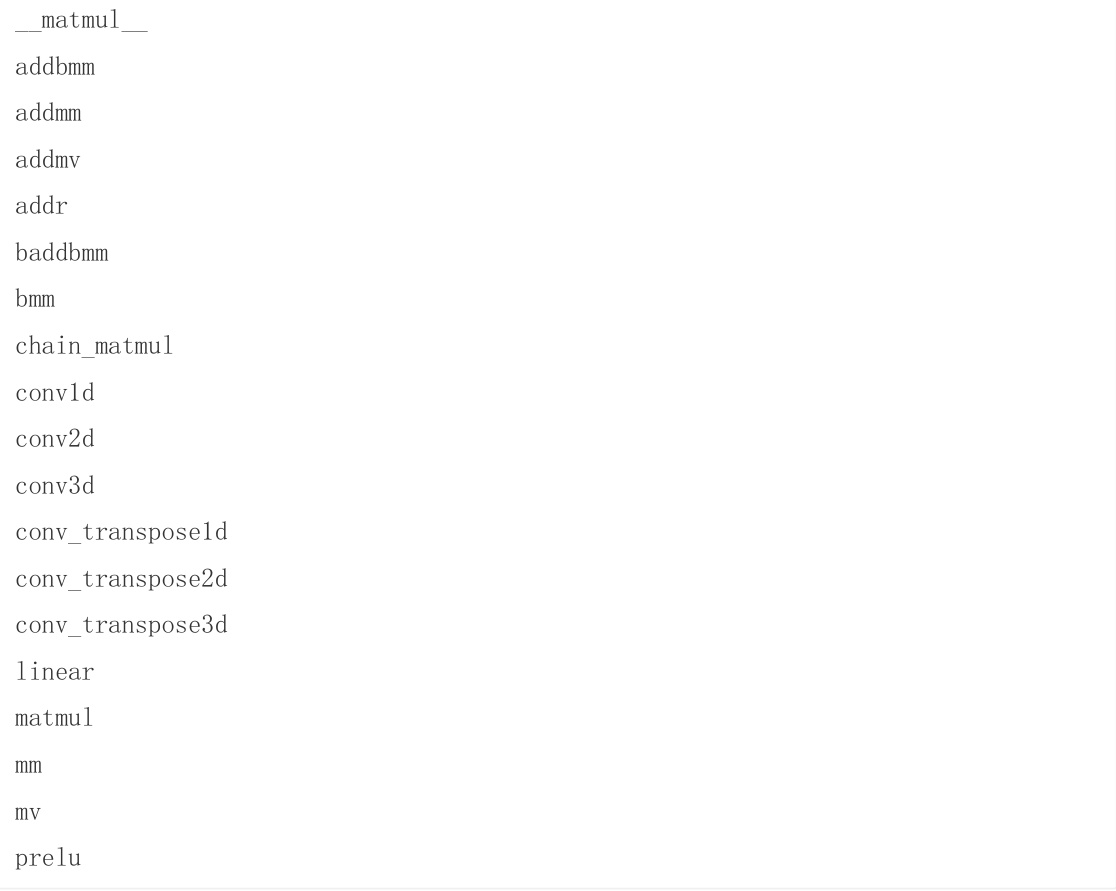 __matmul__
addbmm
addmm
addmv
addr
baddbmm
bmm
chain_matmul
conv1d
conv2d
conv3d
conv_transpose1d
conv_transpose2d
conv_transpose3d
linear
matmul
mm
mv
prelu